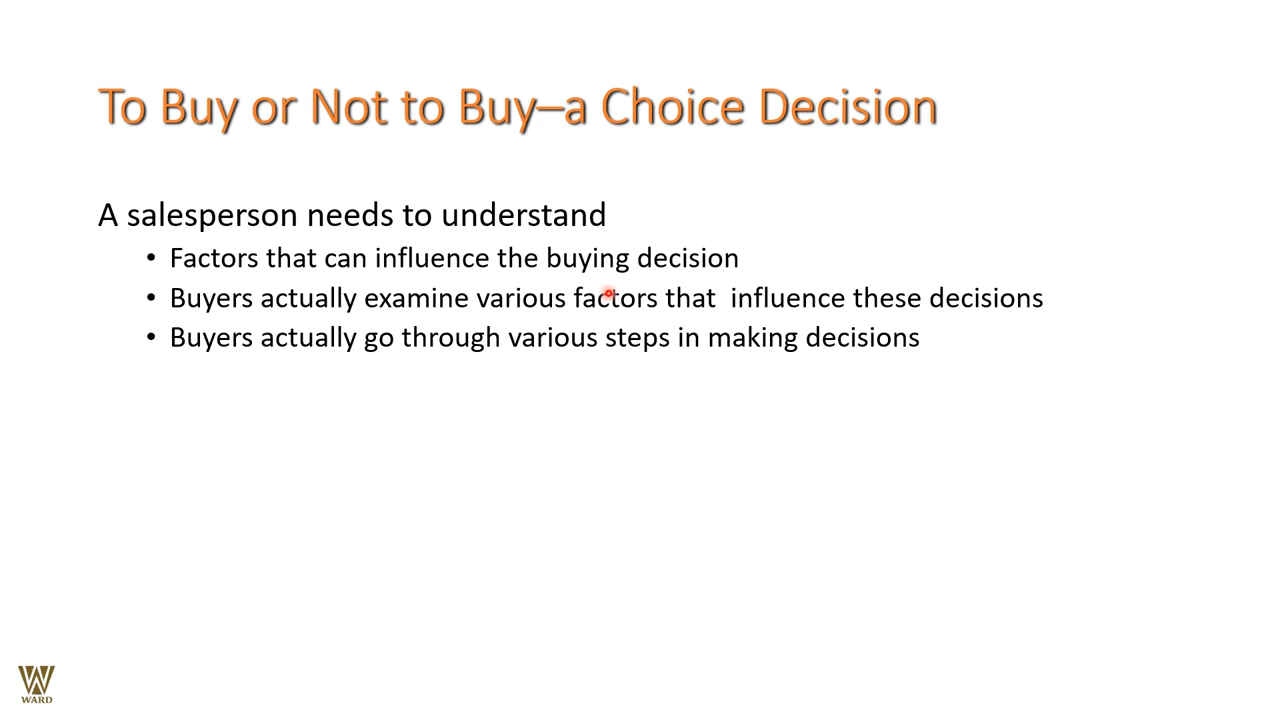 To Buy or Not to Buy–a Choice Decision
A salesperson needs to understand
• Factors that can influence the buying decision
• Buyers actually examine various factors that  influence these decisions
• Buyers actually go through various steps in making decisions
WARD